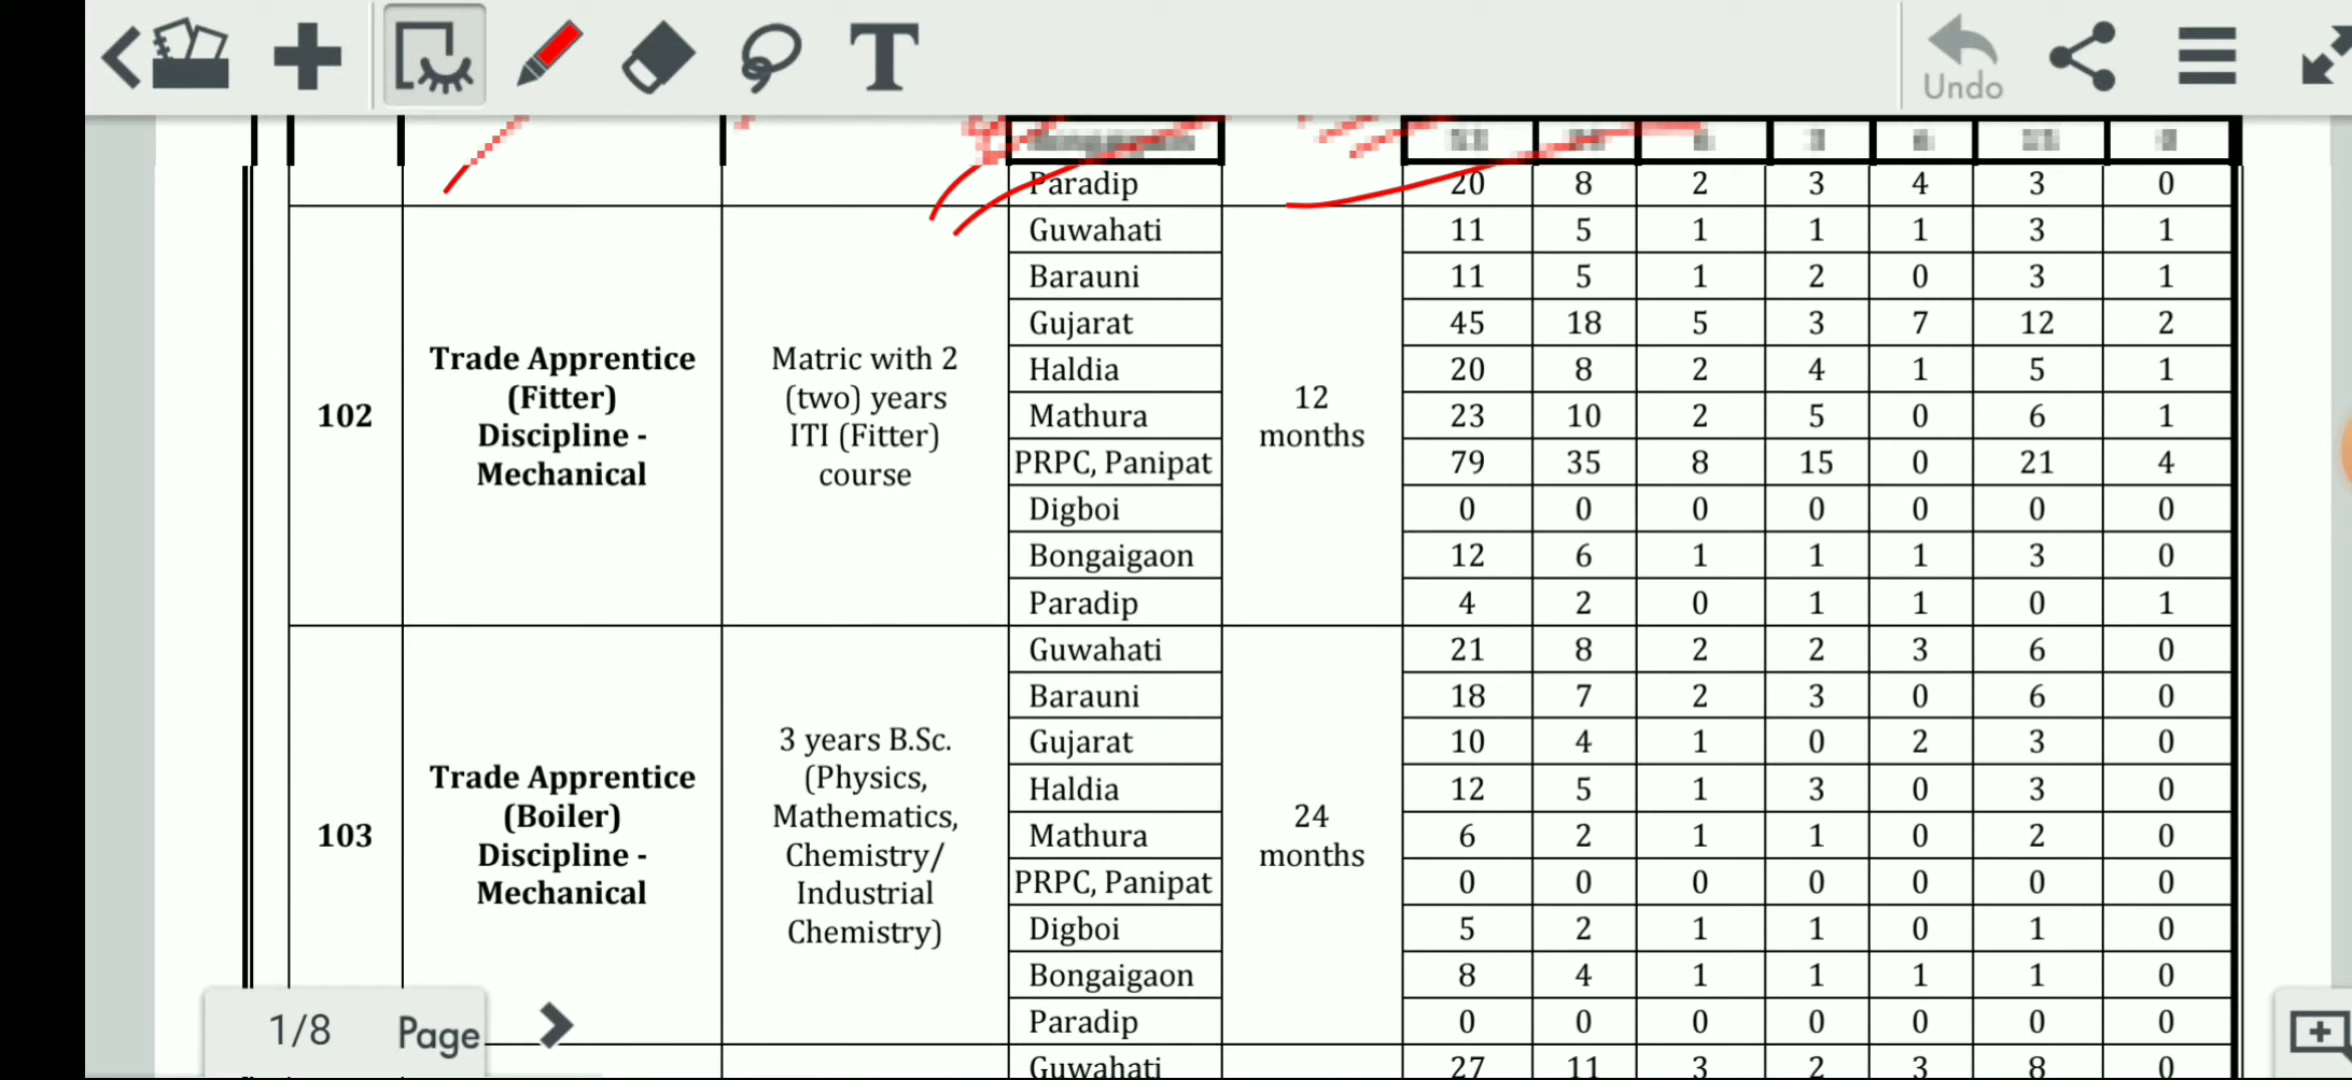 Undo
Paradip 20 8 2 3 4 3 0
102
Trade Apprentice
(Fitter)
Discipline -
Mechanical
Matric with 2
(two) years
ITI (Fitter)
course
12
months
Guwahati 11 5 1 1 1 3 1
Barauni 11 5 1 2 0 3 1
Gujarat 45 18 5 3 7 12 2
Haldia 20 8 2 4 1 5 1
Mathura 23 10 2 5 0 6 1
PRPC, Panipat 79 35 8 15 0 21 4
Digboi 0 0 0 0 0 0 0
Bongaigaon 12 6 1 1 1 3 0
Paradip 4 2 0 1 1 0 1
103
Trade Apprentice
(Boiler)
Discipline -
Mechanical
3 years B.Sc.
(Physics,
Mathematics,
Chemistry/
Industrial
Chemistry)
24
months
Guwahati 21 8 2 2 3 6 0
Barauni 18 7 2 3 0 6 0
Gujarat 10 4 1 0 2 3 0
Haldia 12 5 1 3 0 3 0
Mathura 6 2 1 1 0 2 0
PRPC, Panipat 0 0 0 0 0 0 0
Digboi 5 2 1 1 0 1 0
Bongaigaon 8 4 1 1 1 1 0
Paradip 0 0 0 0 0 0 0
Guwahati 27 11 3 2 3 8 0
1/8 Page